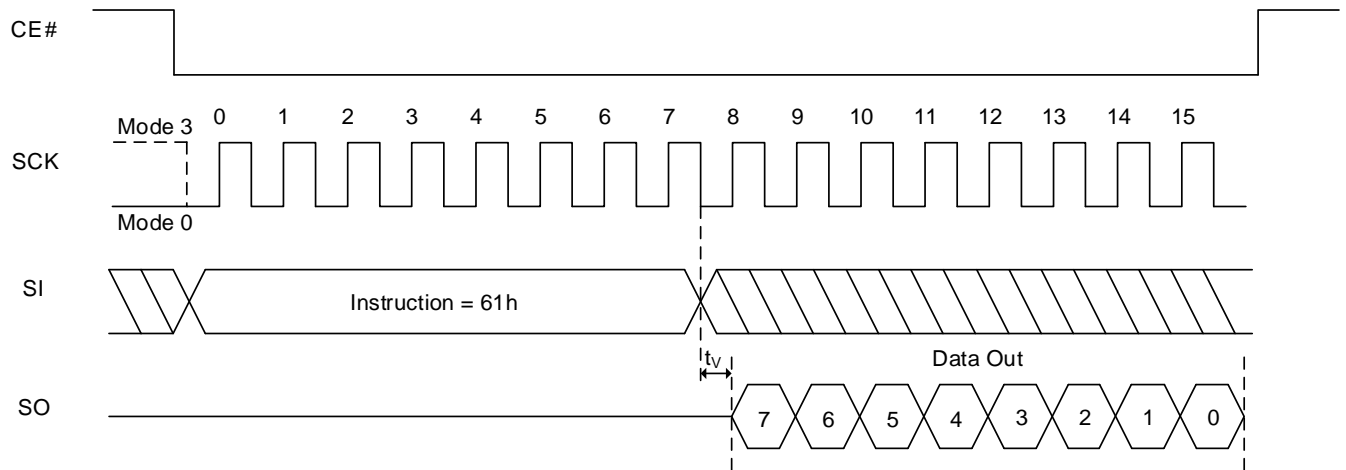 CE#
0 1 2 3 4 5 6 7 8 9 10 11 12 13 14 15
Mode 3
SCK
Mode 0
SI
Instruction = 61h
tV
Data Out
SO
7 6 5 4 3 2 1 0